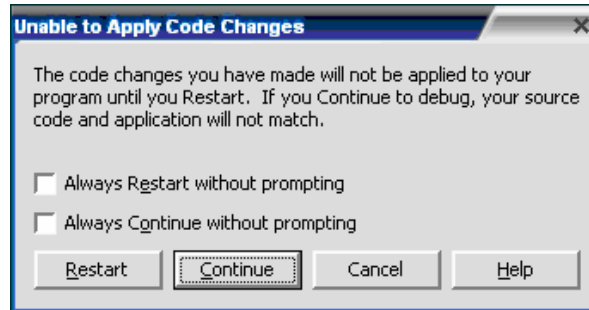 Unable to Apply Code Changes
The code changes you have made will not be applied to your
program until you Restart. If you Continue to debug, your source
code and application will not match.
Always Restart without prompting
Always Continue without prompting
Restart
Continue
Cancel
Help